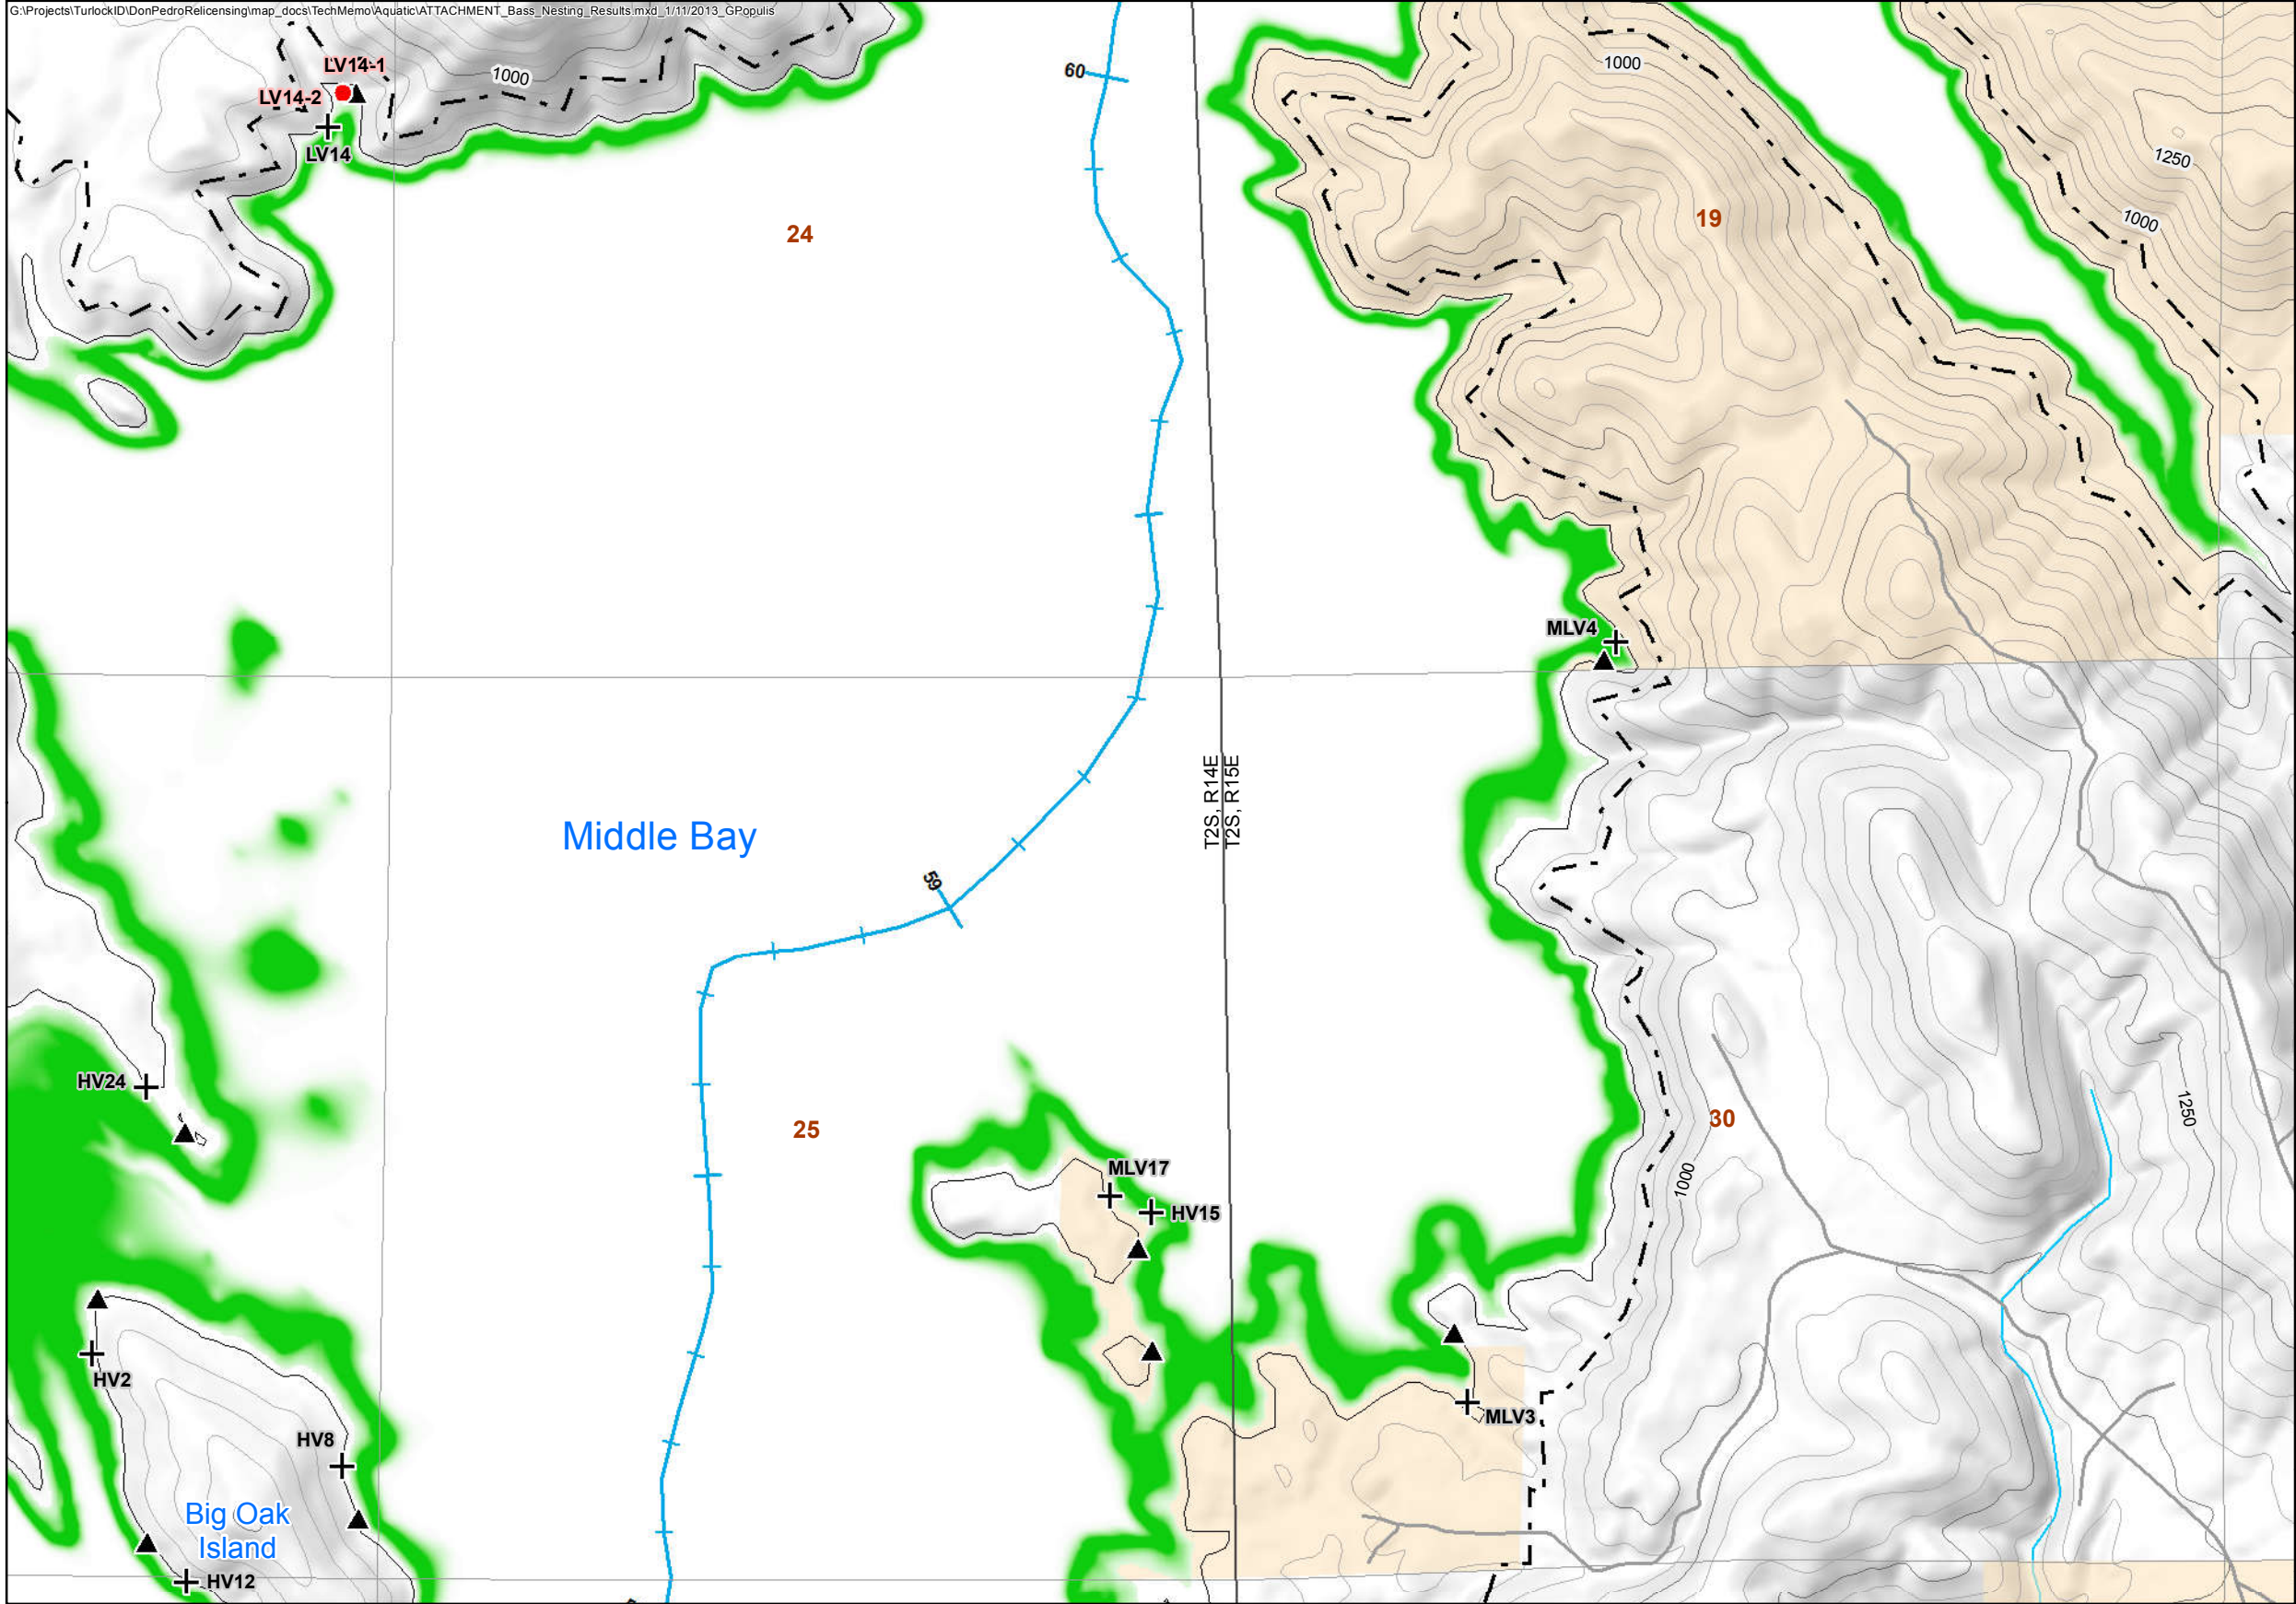 G:\Projects\TurlockID\DonPedroRelicensing\map_docs\TechMemo\Aquatic\ATTACHMENT_Bass_Nesting_Results.mxd_1/11/2013_GPopulis
LV14-1
1000
60
1000
LV14-2
LV14
1250
19
1000
24
MLV4
T2S, R14E
T2S, R15E
Middle Bay
59
HV24
25
30
1250
MLV17
1000
HV15
HV2
MLV3
HV8
Big Oak
Island
HV12